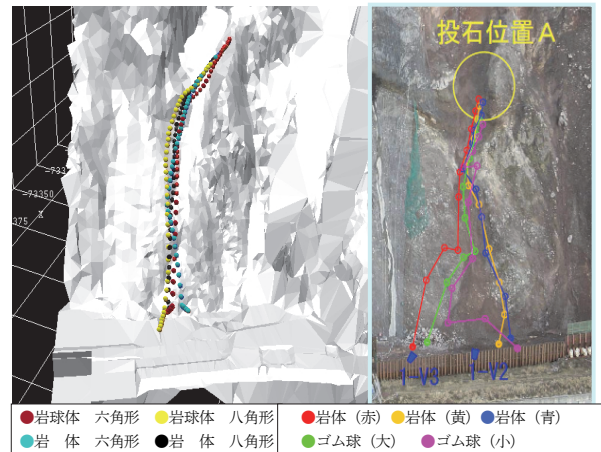 投石位置A
-733
-73350
X
375
1-V3
1-V2
岩球体 六角形
岩球体 八角形
岩 体 六角形
岩 体 八角形
岩体（赤）
岩体（黄）
岩体（青）
ゴム球（大）
ゴム球（小）